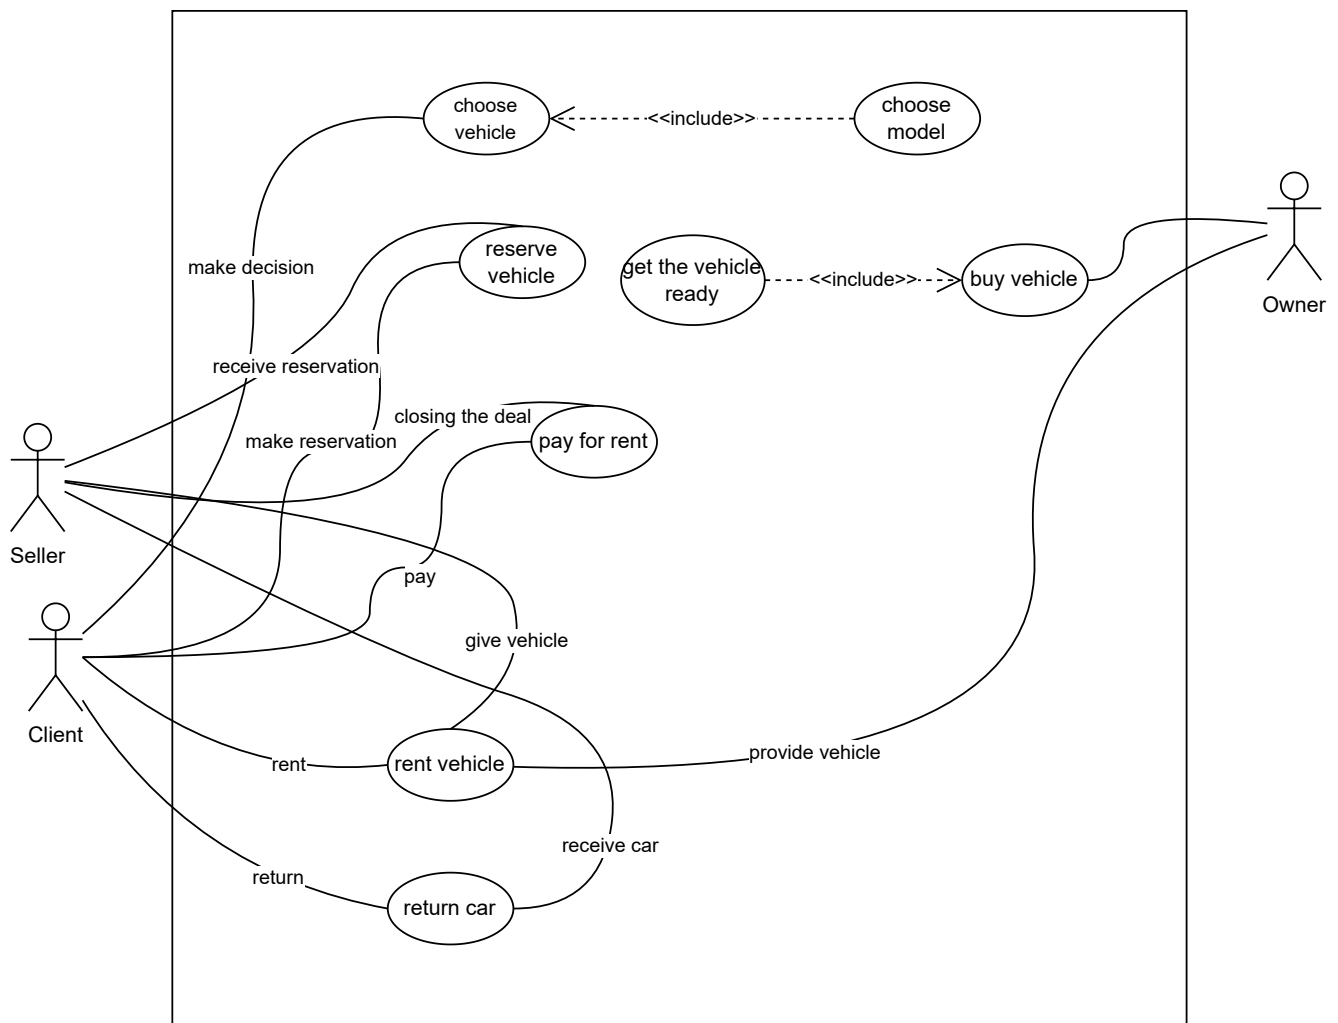 choose
vehicle
<<include>>
choose
model
reserve
vehicle
make decision
get the vehicle
ready
<<include>>
buy vehicle
Owner
receive reservation
closing the deal
make reservation
pay for rent
Seller
pay
give vehicle
Client
rent
rent vehicle
provide vehicle
receive car
return
return car